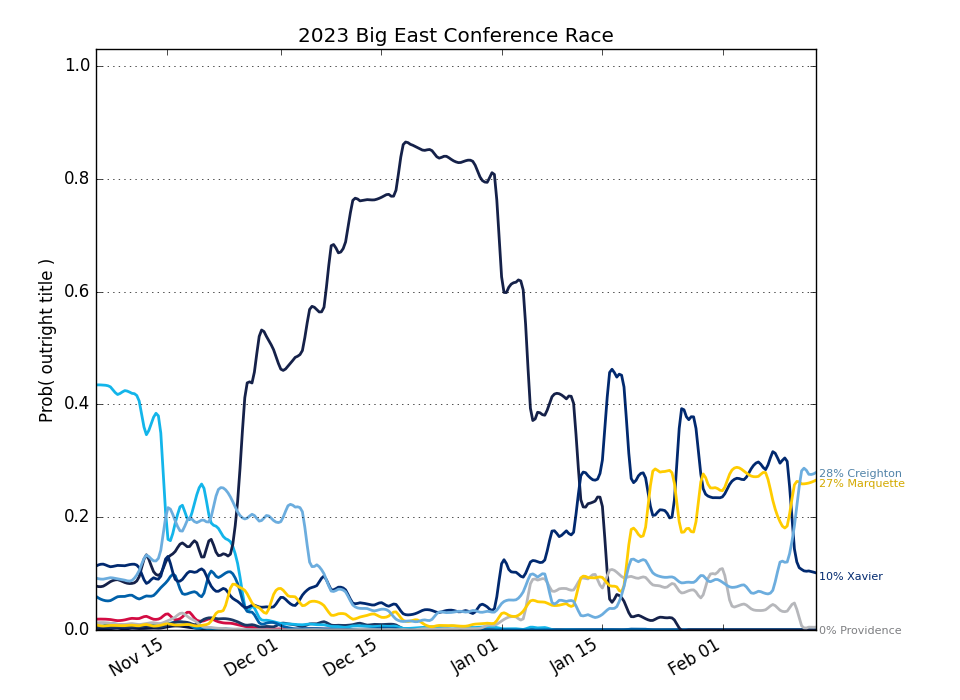 2023 Big East Conference Race
1.0
0.8
0.6
0.4
0.2
0.0
Prob( outright title )
28% Creighton
27% Marquette
10% Xavier
0% Providence
Nov 15
Dec 01
Dec 15
Jan 01
Jan 15
Feb 01